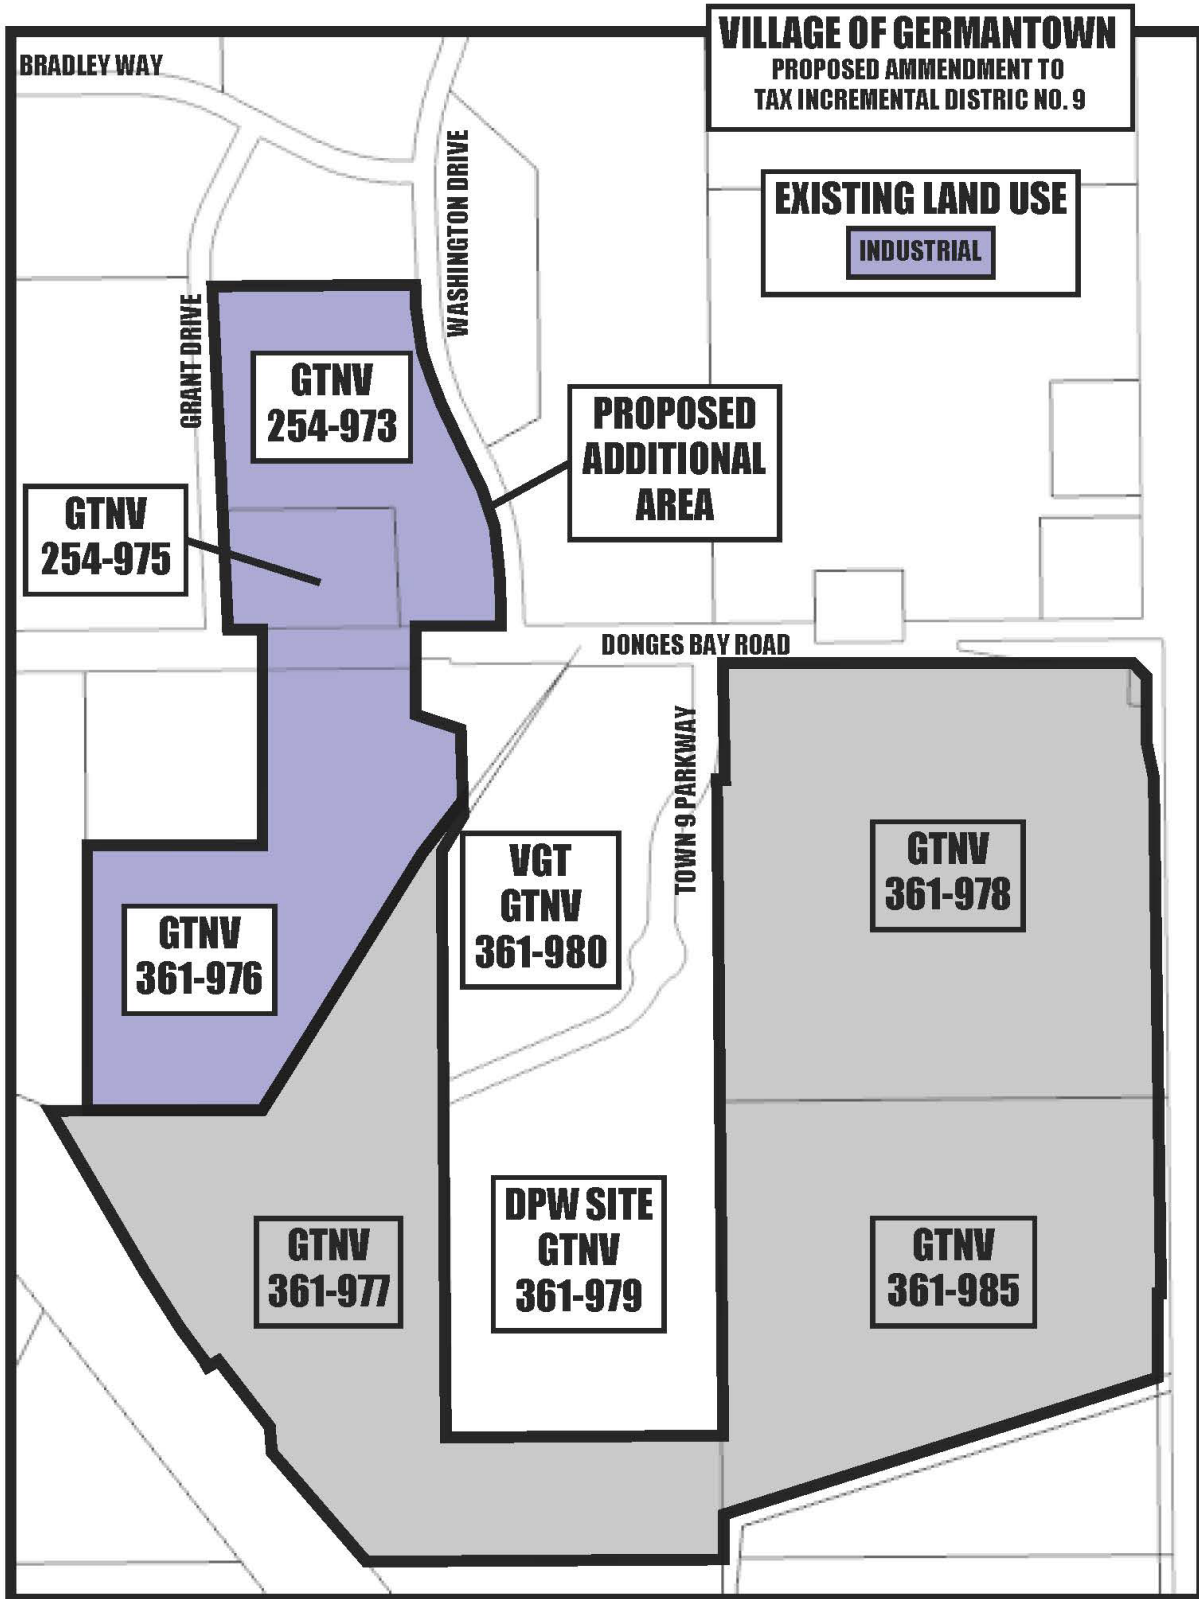 VILLAGE OF GERMANTOWN
PROPOSED AMMENDMENT TO
TAX INCREMENTAL DISTRIC NO. 9
BRADLEY WAY
WASHINGTON DRIVE
EXISTING LAND USE
INDUSTRIAL
GRANT DRIVE
GTNV
254-973
PROPOSED
ADDITIONAL
AREA
GTNV
254-975
DONGES BAY ROAD
TOWN 9 PARKWAY
VGT
GTNV
361-980
GTNV
361-978
GTNV
361-976
DPW SITE
GTNV
361-979
GTNV
361-977
GTNV
361-985